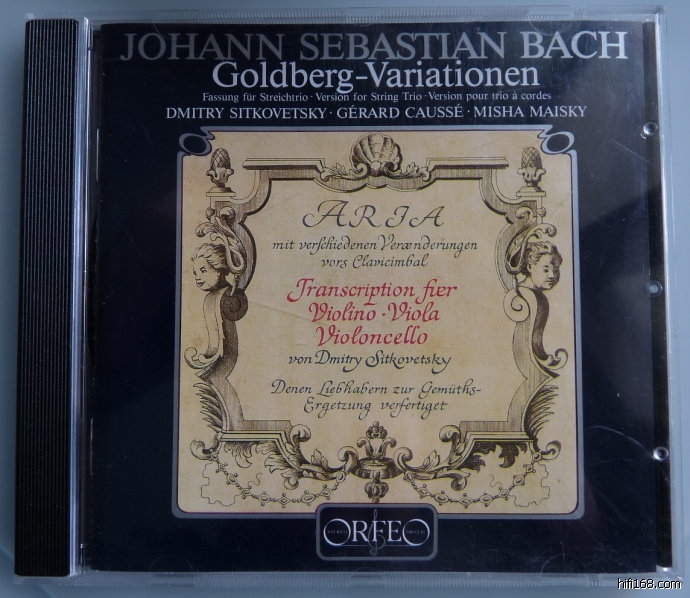 JOHANN SEBASTIAN BACH
Goldberg-Variationen
Fassung für Streichtrio · Version for String Trio · Version pour trio à cordes
DMITRY SITKOVETSKY · GÉRARD CAUSSÉ · MISHA MAISKY
ARIA
mit verschiedenen Verænderungen
vors Clavicimbal
Transcription fuer
Violino · Viola
Violoncello
von Dmitry Sitkovetsky
Denen Liebhabern zur Gemüths-
Ergetzung verfertiget
ORFEO
hifi168.com